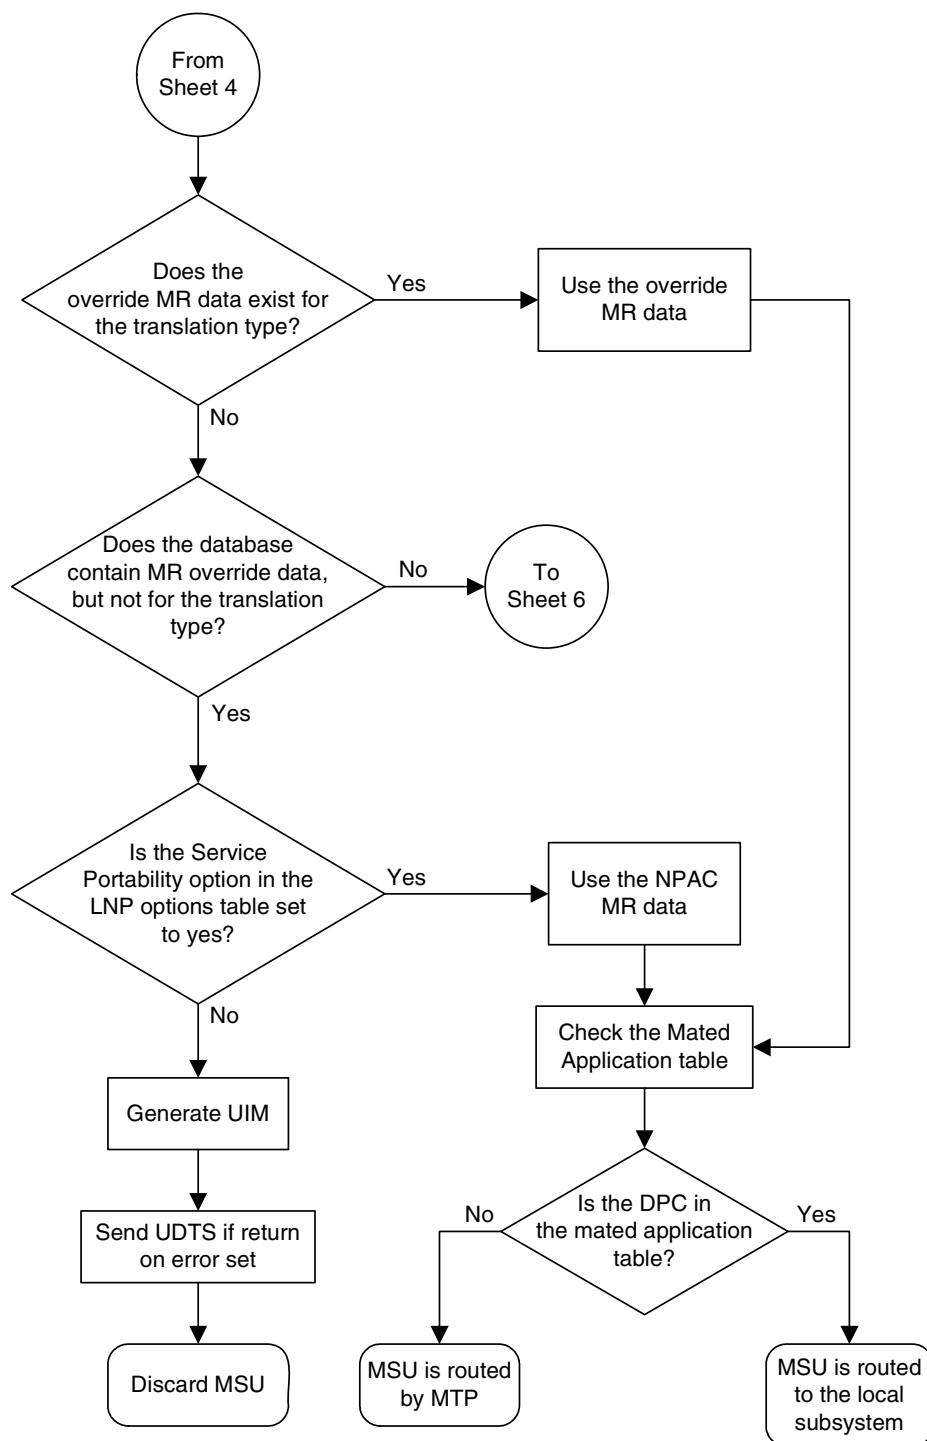 From
Sheet 4
Does the
override MR data exist for
the translation type?
Yes
Use the override
MR data
No
Does the database
contain MR override data,
but not for the translation
type?
No
To
Sheet 6
Yes
Is the Service
Portability option in the
LNP options table set
to yes?
Yes
Use the NPAC
MR data
No
Check the Mated
Application table
Generate UIM
Send UDTS if return
on error set
Is the DPC in
the mated application
table?
No
Yes
Discard MSU
MSU is routed
by MTP
MSU is routed
to the local
subsystem